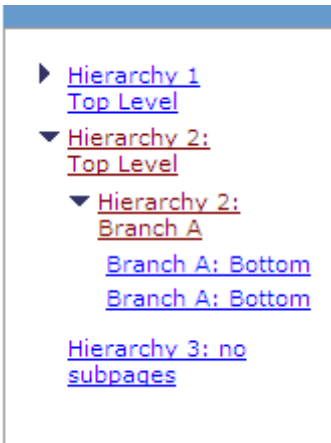 Hierarchy 1
Top Level
Hierarchy 2:
Top Level
Hierarchy 2:
Branch A
Branch A: Bottom
Branch A: Bottom
Hierarchy 3: no
subpages